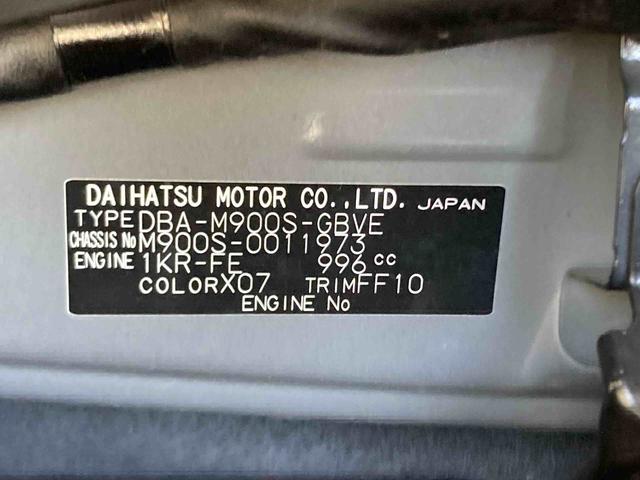 DAIHATSU MOTOR CO.,LTD. JAPAN
TYPE DBA-M900S-GBVE
CHASSIS No M900S-0011973
ENGINE 1KR-FE 996 cc
COLOR X07 TRIM FF10
ENGINE No